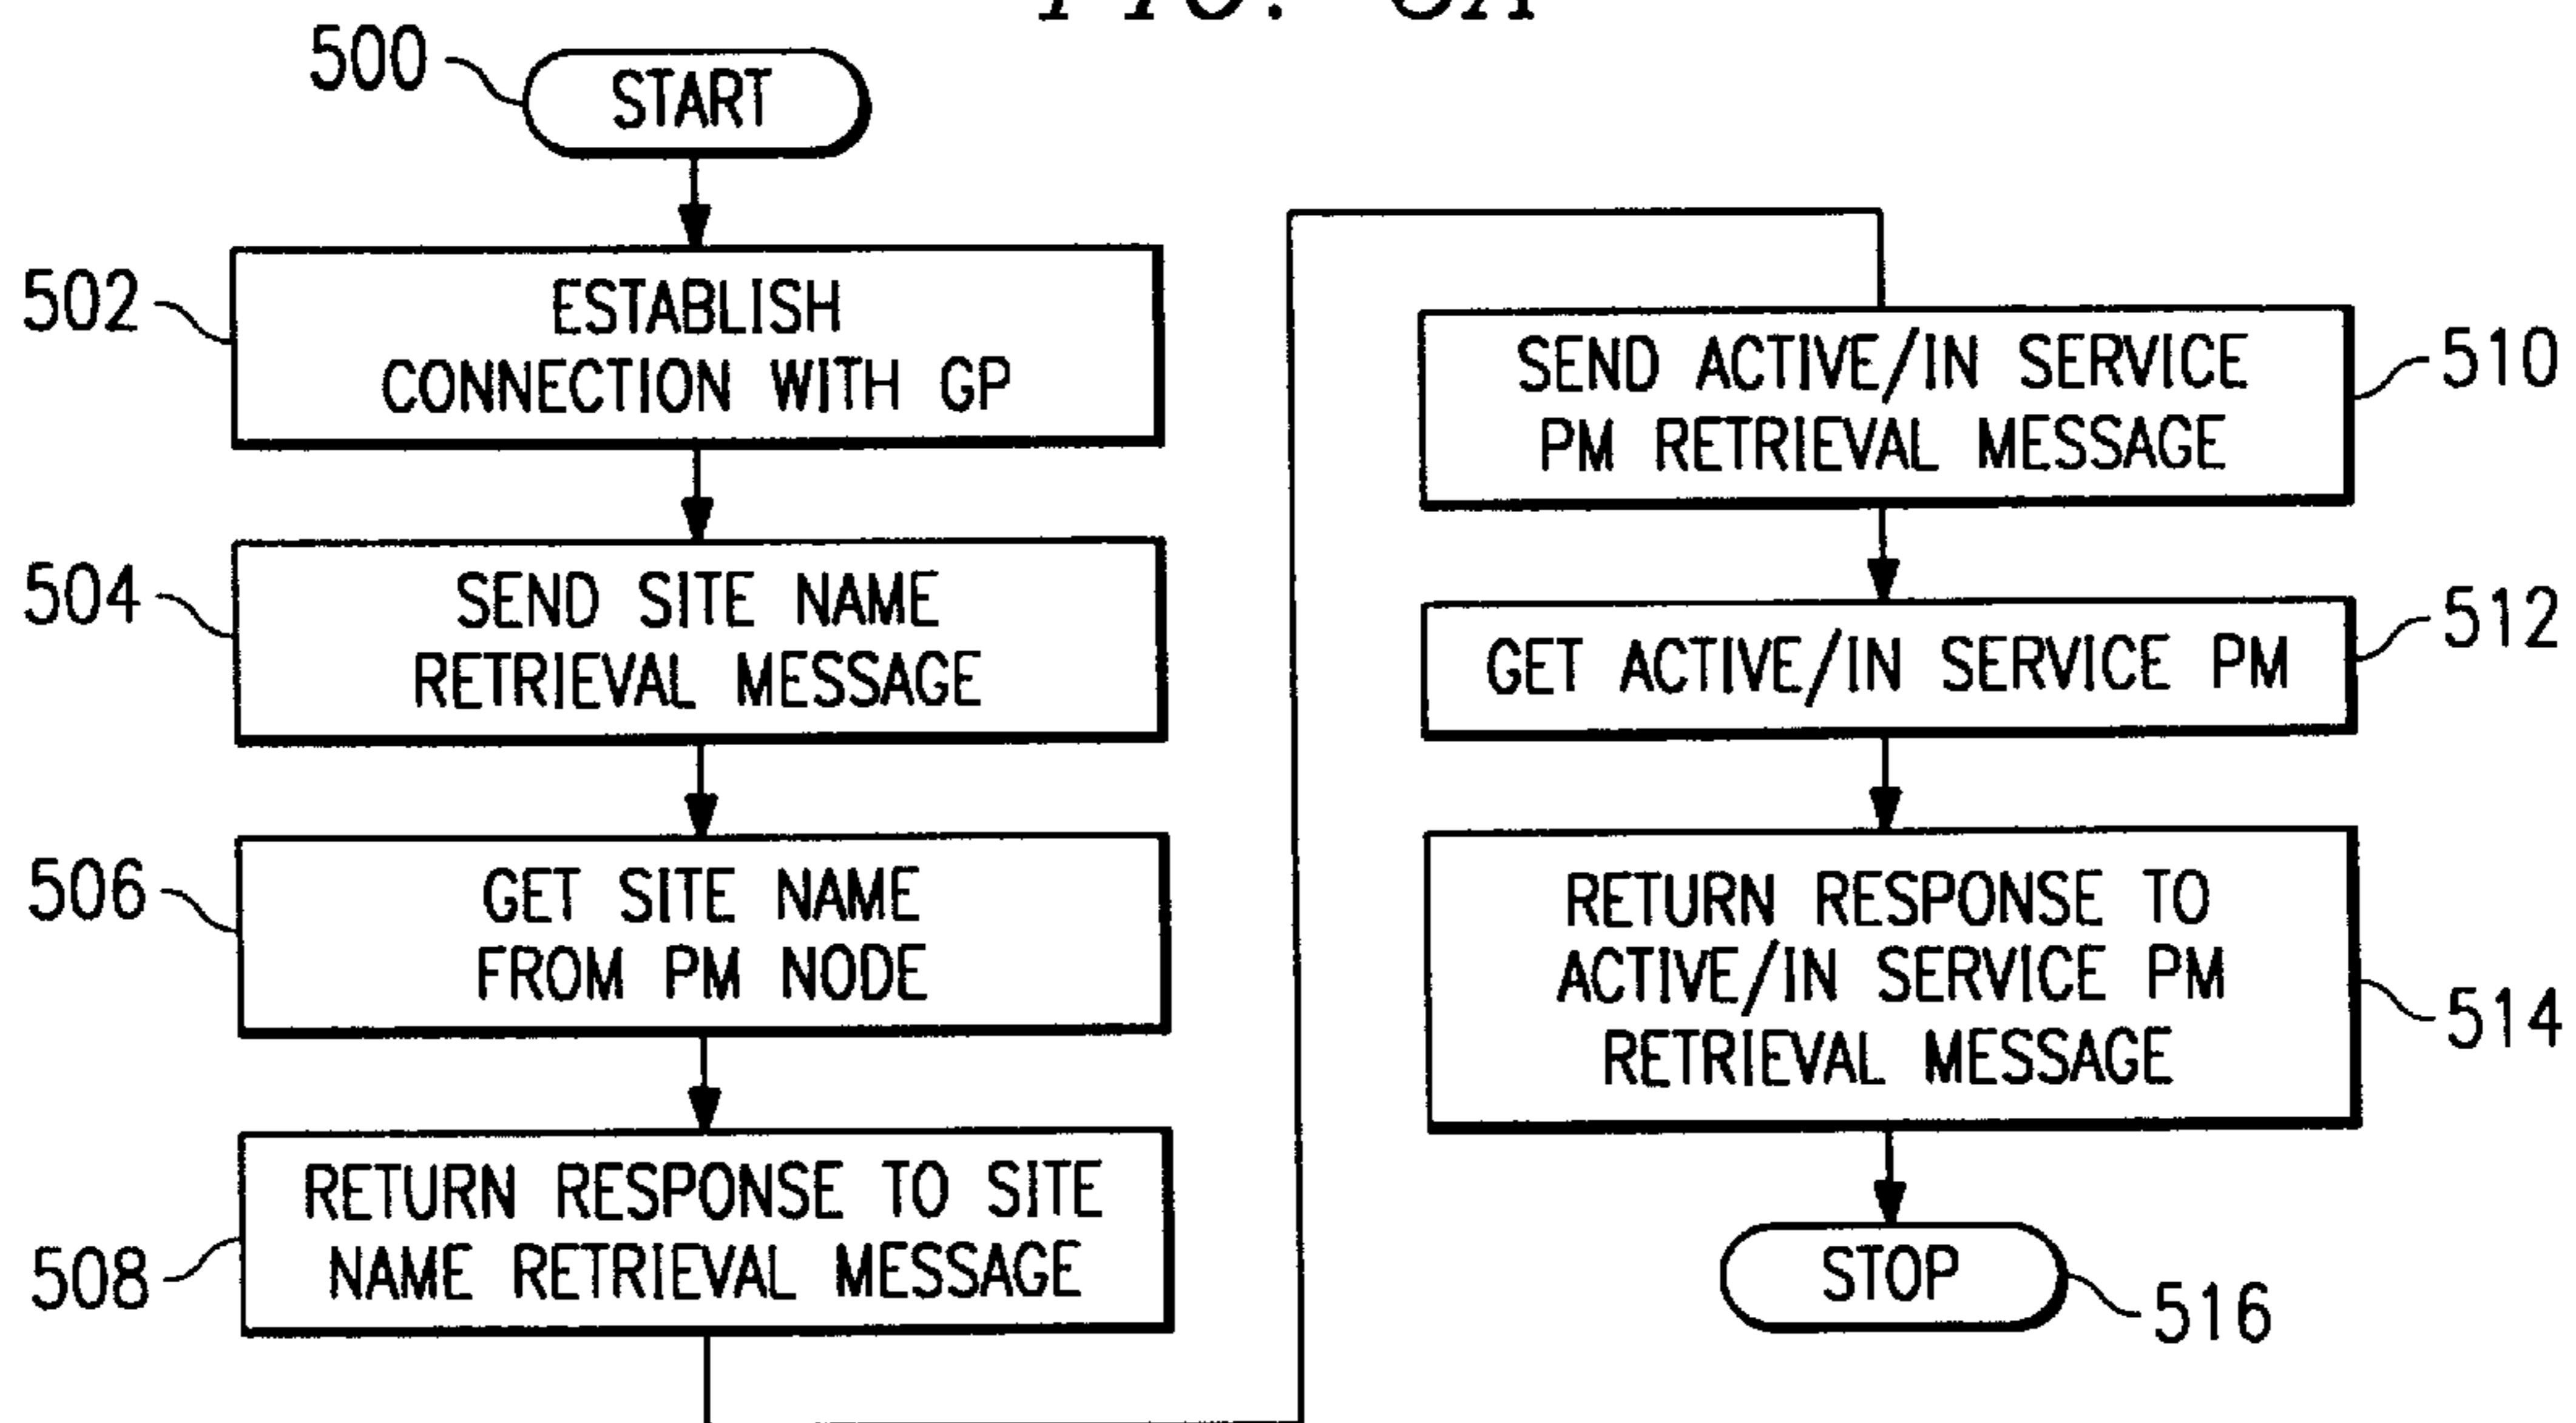 500
START
502
ESTABLISH
CONNECTION WITH GP
504
SEND SITE NAME
RETRIEVAL MESSAGE
506
GET SITE NAME
FROM PM NODE
508
RETURN RESPONSE TO SITE
NAME RETRIEVAL MESSAGE
SEND ACTIVE/IN SERVICE
PM RETRIEVAL MESSAGE
510
GET ACTIVE/IN SERVICE PM
512
RETURN RESPONSE TO
ACTIVE/IN SERVICE PM
RETRIEVAL MESSAGE
514
STOP
516